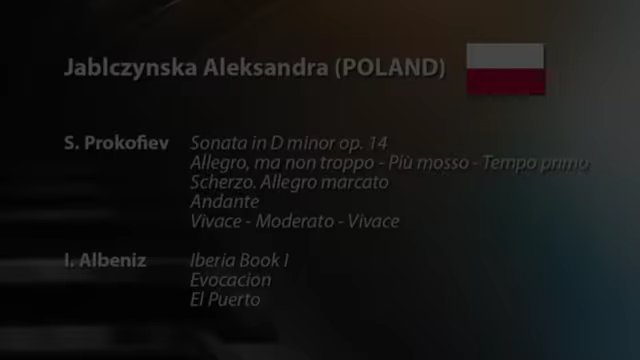 Jablczynska Aleksandra (POLAND)
S. Prokofiev Sonata in D minor op. 14
Allegro, ma non troppo - Più mosso - Tempo primo
Scherzo. Allegro marcato
Andante
Vivace - Moderato - Vivace
I. Albeniz Iberia Book I
Evocacion
El Puerto